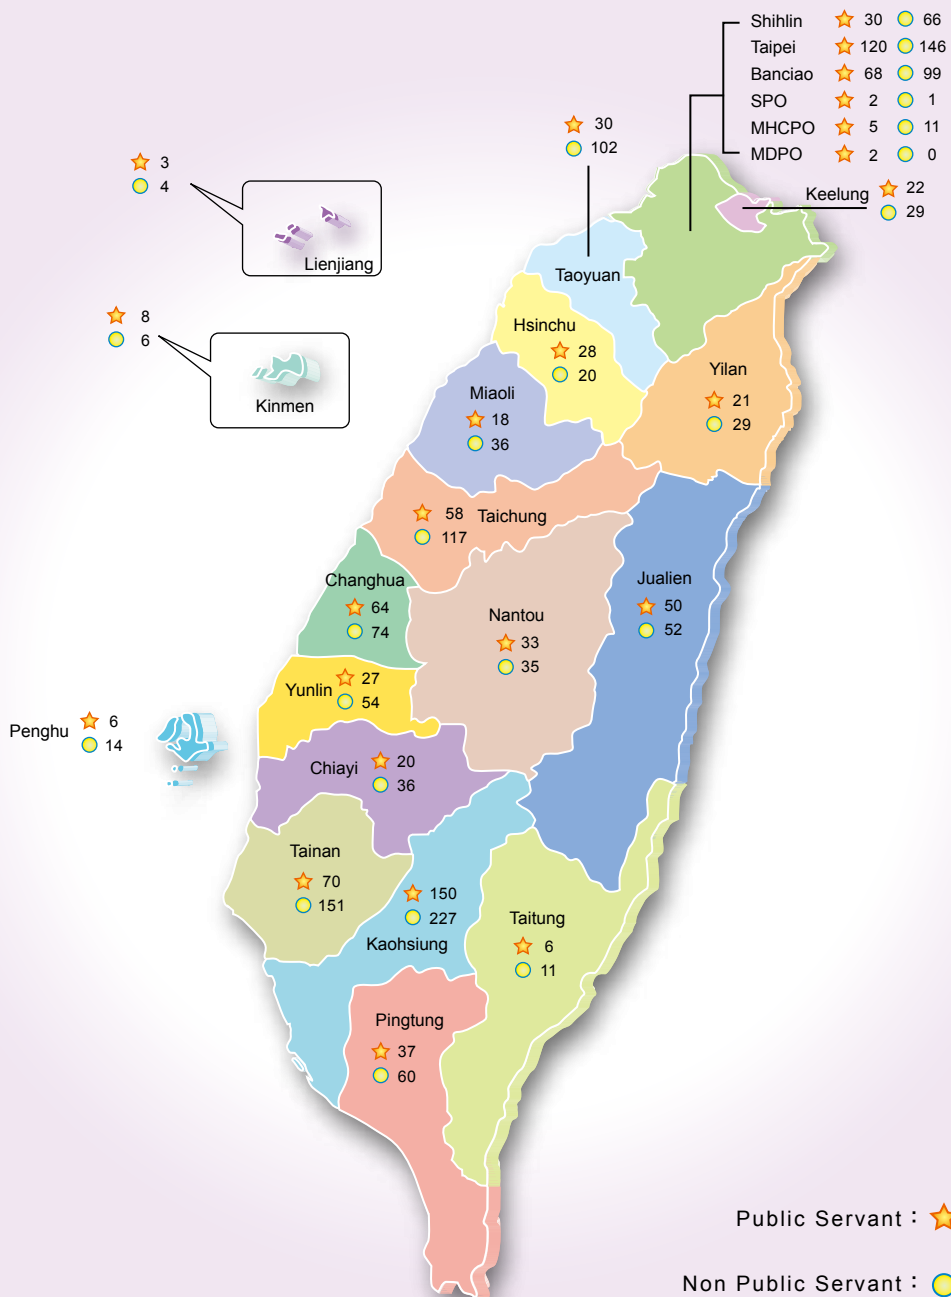 Shihlin 30 66
Taipei 120 146
Banciao 68 99
SPO 2 1
MHCPO 5 11
MDPO 2 0
30
102
3
4
Lienjiang
Keelung 22
29
Taoyuan
8
6
Kinmen
Hsinchu
28
20
Yilan
21
29
Miaoli
18
36
58 Taichung
117
Changhua
64
74
Jualien
50
52
Nantou
33
35
Yunlin 27
54
Penghu 6
14
Chiayi 20
36
Tainan
70
151
150
227
Kaohsiung
Taitung
6
11
Pingtung
37
60
Public Servant：
Non Public Servant：